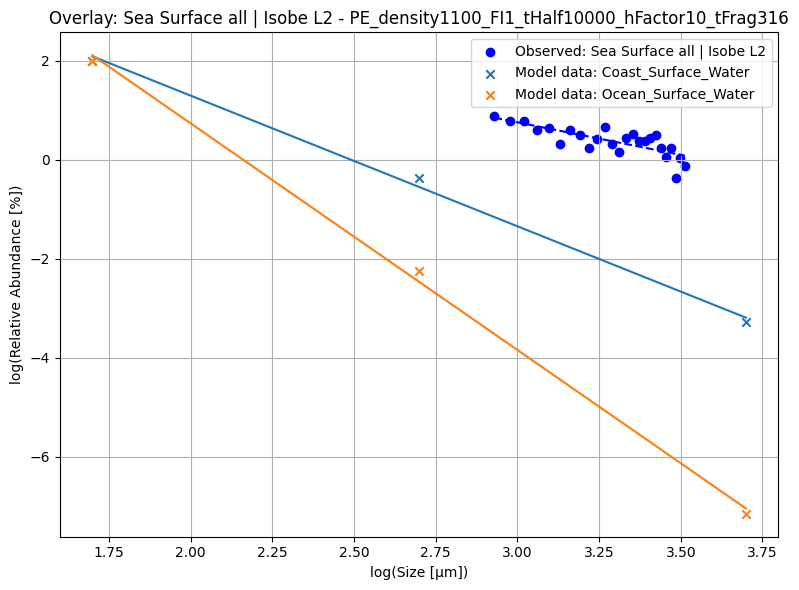 Overlay: Sea Surface all | Isobe L2 - PE_density1100_FI1_tHalf10000_hFactor10_tFrag316
Observed: Sea Surface all | Isobe L2
Model data: Coast_Surface_Water
Model data: Ocean_Surface_Water
log(Relative Abundance [%])
2
0
−2
−4
−6
1.75 2.00 2.25 2.50 2.75 3.00 3.25 3.50 3.75
log(Size [μm])